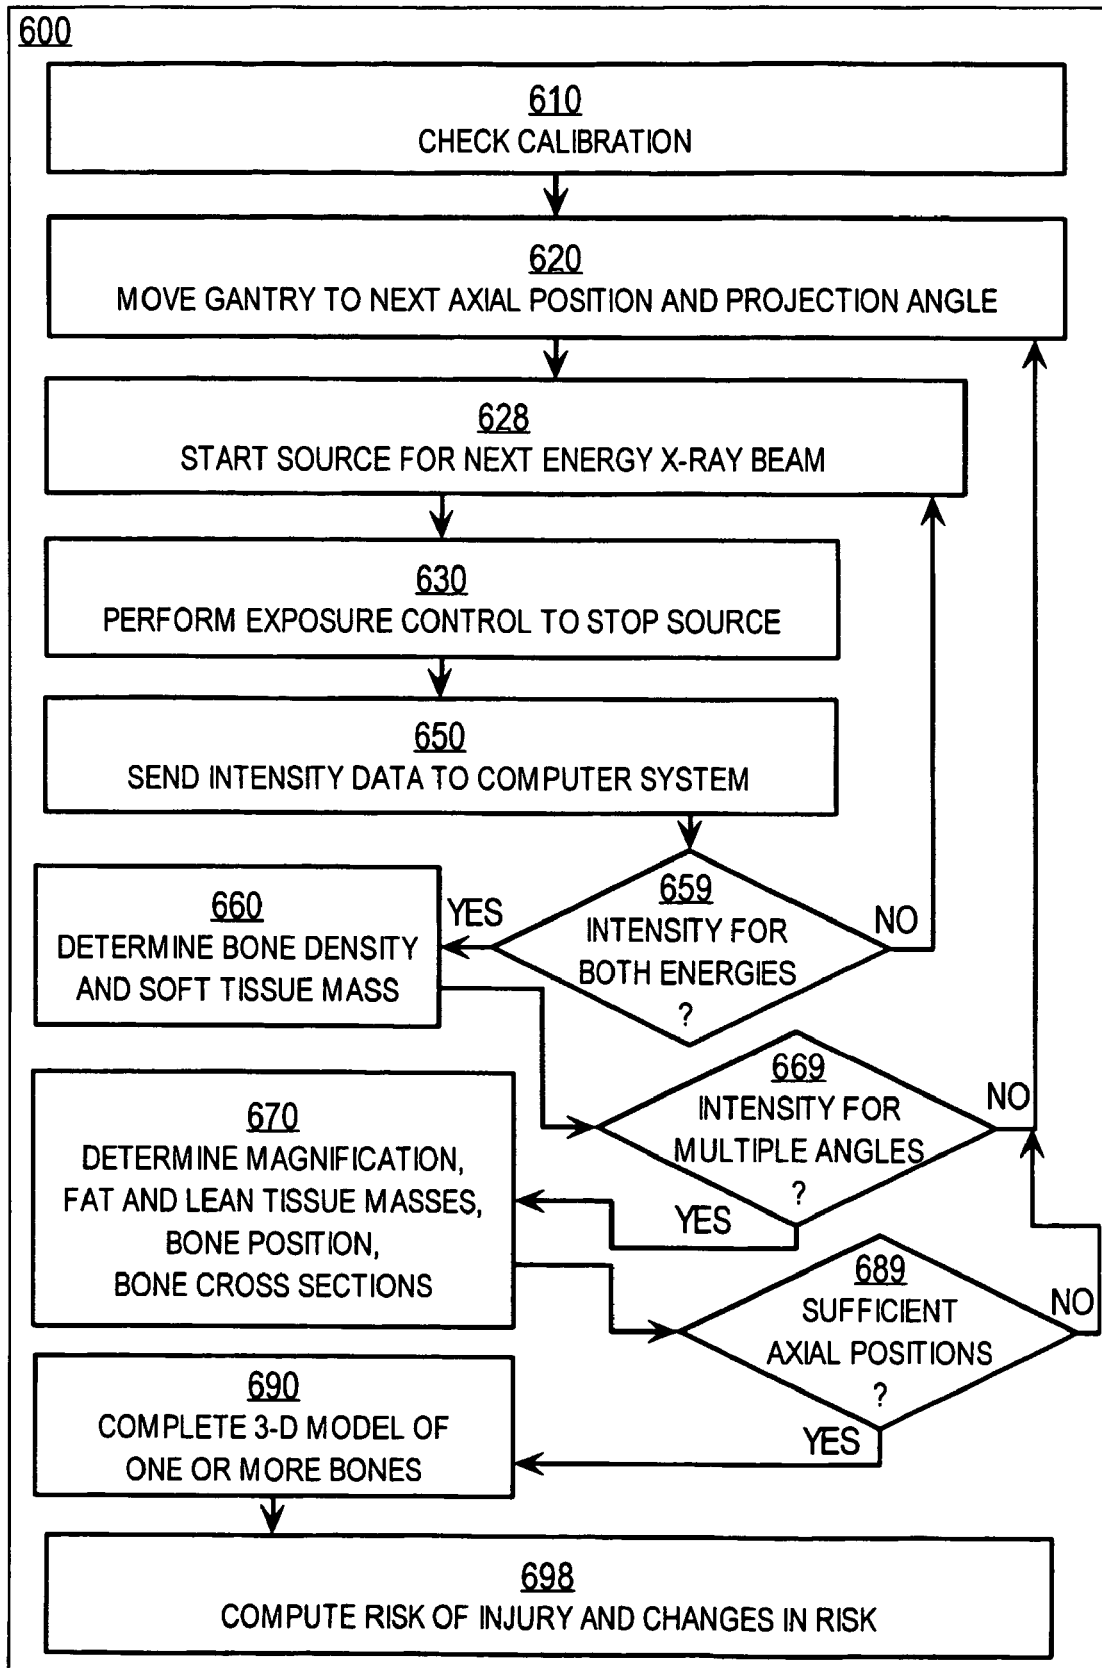 600
610
CHECK CALIBRATION
620
MOVE GANTRY TO NEXT AXIAL POSITION AND PROJECTION ANGLE
628
START SOURCE FOR NEXT ENERGY X-RAY BEAM
630
PERFORM EXPOSURE CONTROL TO STOP SOURCE
650
SEND INTENSITY DATA TO COMPUTER SYSTEM
659
INTENSITY FOR
BOTH ENERGIES
?
YES
NO
660
DETERMINE BONE DENSITY
AND SOFT TISSUE MASS
669
INTENSITY FOR
MULTIPLE ANGLES
?
NO
YES
670
DETERMINE MAGNIFICATION,
FAT AND LEAN TISSUE MASSES,
BONE POSITION,
BONE CROSS SECTIONS
689
SUFFICIENT
AXIAL POSITIONS
?
NO
YES
690
COMPLETE 3-D MODEL OF
ONE OR MORE BONES
698
COMPUTE RISK OF INJURY AND CHANGES IN RISK